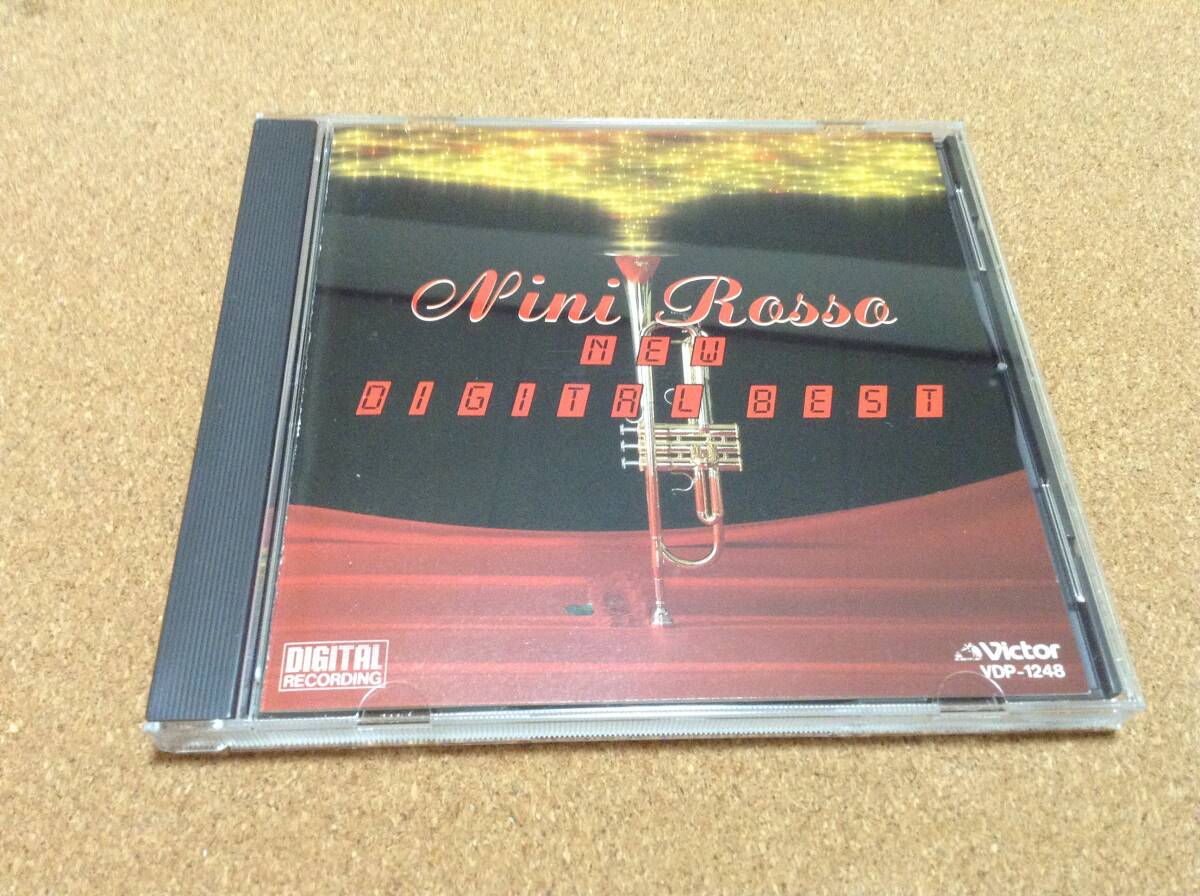 Nini Rosso
NEW
DIGITAL BEST
DIGITAL
RECORDING
Victor
VDP-1248